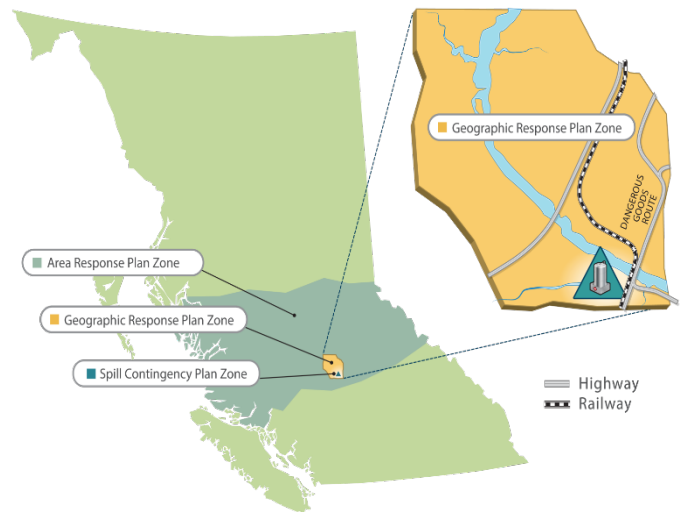 Geographic Response Plan Zone
DANGEROUS
GOODS
ROUTE
Area Response Plan Zone
Geographic Response Plan Zone
Spill Contingency Plan Zone
Highway
Railway